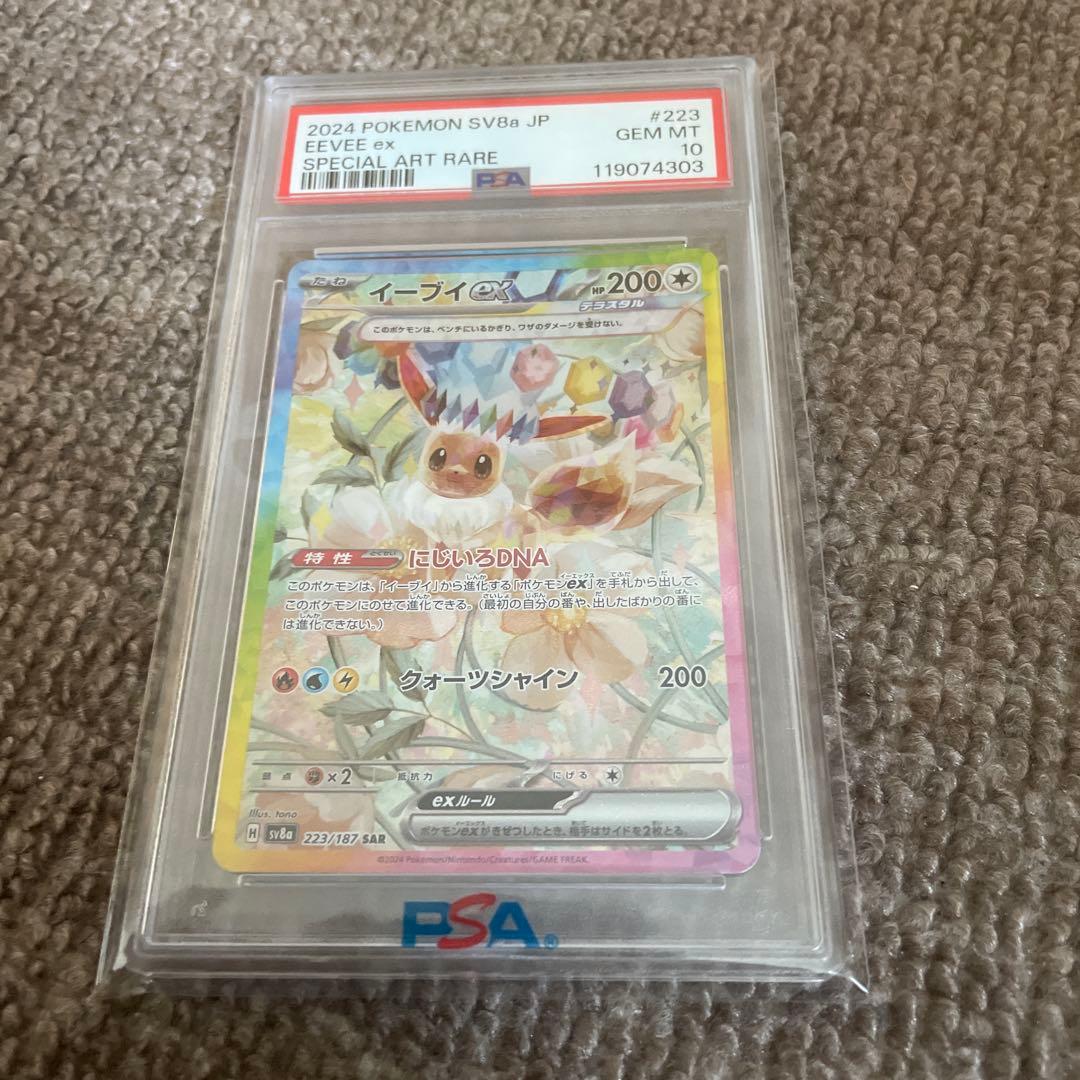 2024 POKEMON SV8a JP #223
EEVEE ex GEM MT
SPECIAL ART RARE 10
PSA 119074303
たね イーブイex HP200
テラスタル
このポケモンは、ベンチにいるかぎり、ワザのダメージを受けない。
特性 にじいろDNA
このポケモンは、「イーブイ」から進化する「ポケモンex」を手札から出して、
このポケモンにのせて進化できる。(最初の自分の番や、出したばかりの番に
は進化できない。)
クォーツシャイン 200
弱点 ×2 抵抗力 にげる
exルール
ポケモンexがきぜつしたとき、相手はサイドを2枚とる。
Illus. tono
H sv8a 223/187 SAR
©2024 Pokémon/Nintendo/Creatures/GAME FREAK.
PSA®